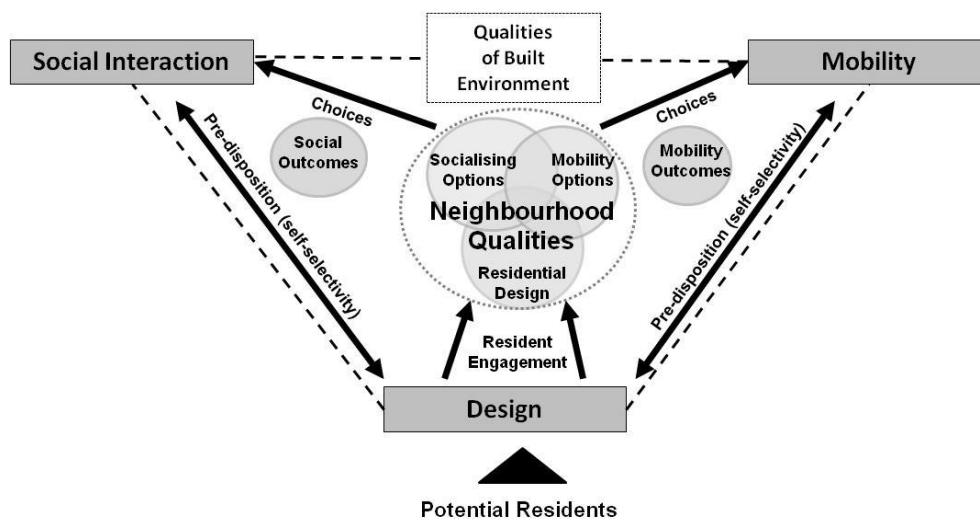 Qualities
of Built
Environment
Social Interaction
Mobility
Choices
Choices
Social
Outcomes
Mobility
Outcomes
Socialising
Options
Mobility
Options
Neighbourhood
Qualities
Residential
Design
Pre-disposition (self-selectivity)
Pre-disposition (self-selectivity)
Resident
Engagement
Design
Potential Residents